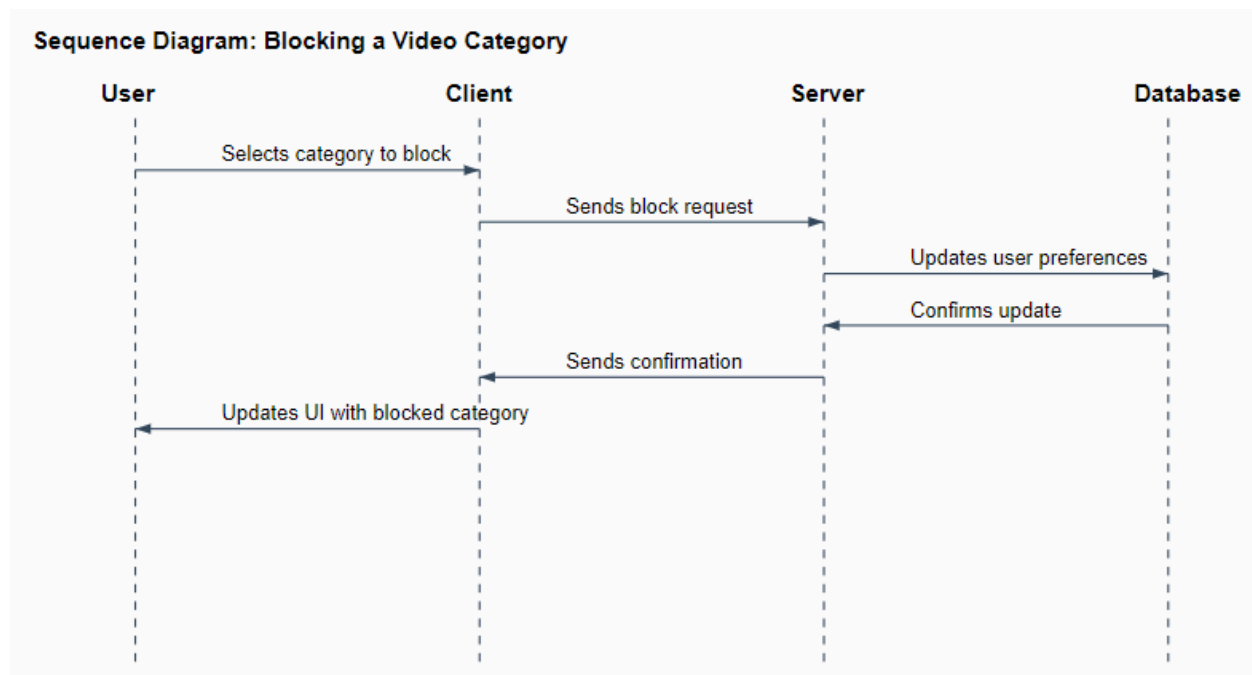 Sequence Diagram: Blocking a Video Category
User Client Server Database
Selects category to block
Sends block request
Updates user preferences
Confirms update
Sends confirmation
Updates UI with blocked category